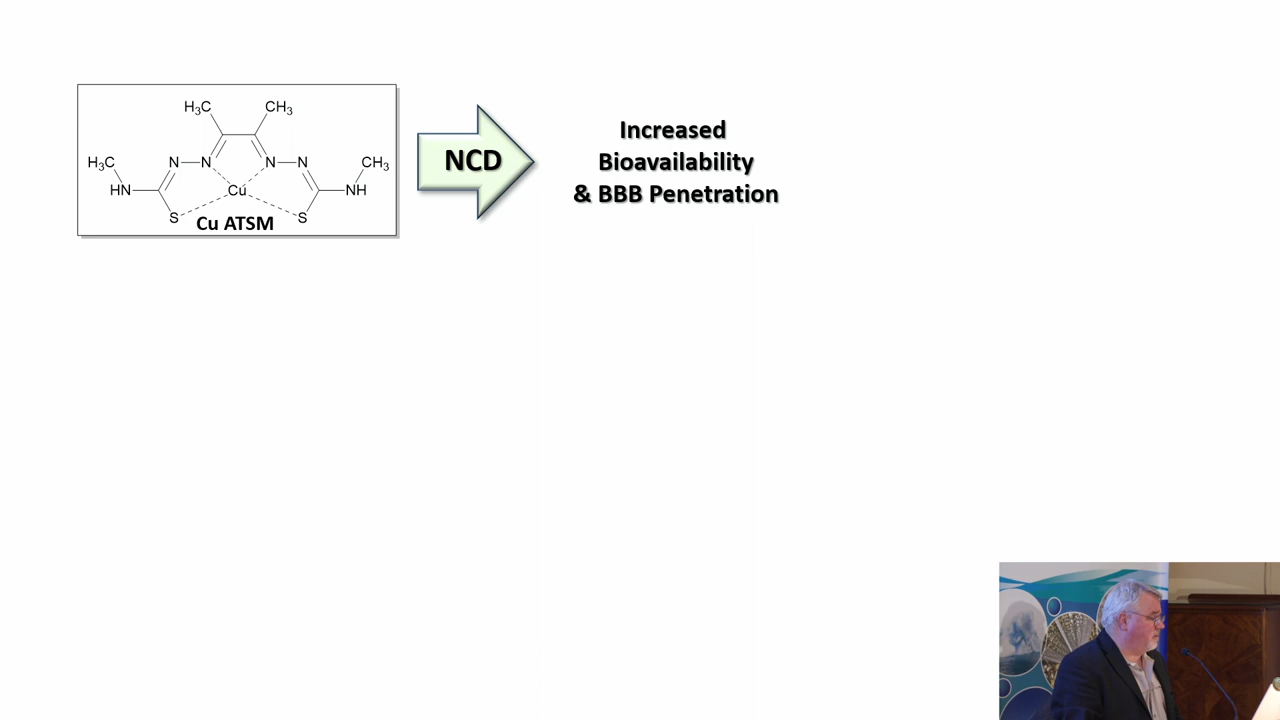 H₃C CH₃
H₃C N N N N CH₃
HN Cu NH
S S
Cu ATSM
NCD
Increased
Bioavailability
& BBB Penetration